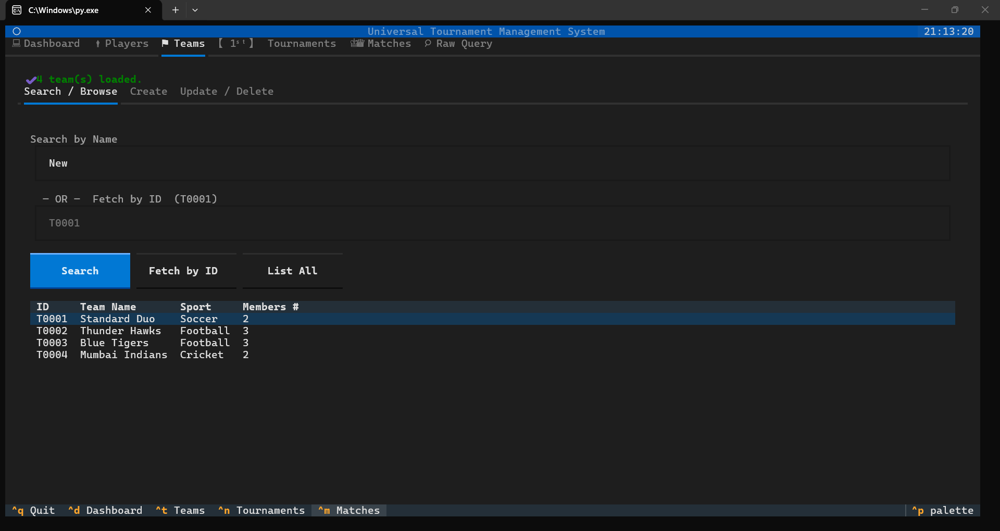 C:\Windows\py.exe
Universal Tournament Management System 21:13:20
Dashboard Players Teams 【 1ˢᵗ】 Tournaments Matches Raw Query
4 team(s) loaded.
Search / Browse Create Update / Delete
Search by Name
New
— OR — Fetch by ID (T0001)
T0001
Search Fetch by ID List All
ID Team Name Sport Members #
T0001 Standard Duo Soccer 2
T0002 Thunder Hawks Football 3
T0003 Blue Tigers Football 3
T0004 Mumbai Indians Cricket 2
^q Quit ^d Dashboard ^t Teams ^n Tournaments ^m Matches ^p palette